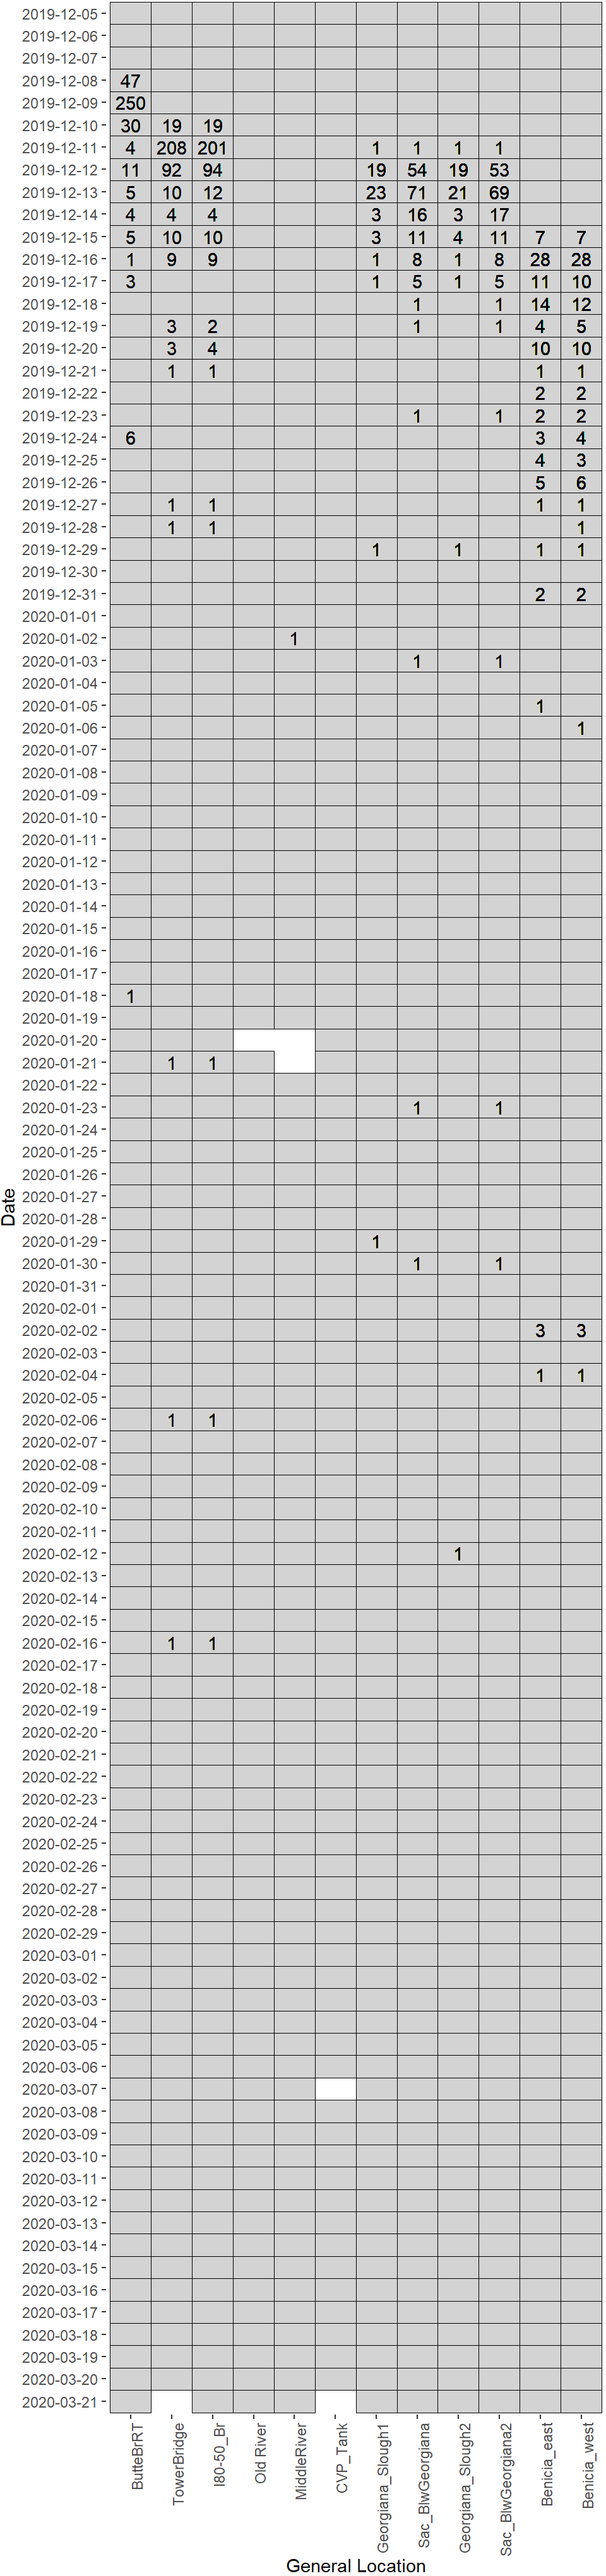 2019-12-05
2019-12-06
2019-12-07
2019-12-08 47
2019-12-09 250
2019-12-10 30 19 19
2019-12-11 4 208 201 1 1 1 1
2019-12-12 11 92 94 19 54 19 53
2019-12-13 5 10 12 23 71 21 69
2019-12-14 4 4 4 3 16 3 17
2019-12-15 5 10 10 3 11 4 11 7 7
2019-12-16 1 9 9 1 8 1 8 28 28
2019-12-17 3 1 5 1 5 11 10
2019-12-18 1 1 14 12
2019-12-19 3 2 1 1 4 5
2019-12-20 3 4 10 10
2019-12-21 1 1 1 1
2019-12-22 2 2
2019-12-23 1 1 2 2
2019-12-24 6 3 4
2019-12-25 4 3
2019-12-26 5 6
2019-12-27 1 1 1 1
2019-12-28 1 1 1
2019-12-29 1 1 1 1
2019-12-30
2019-12-31 2 2
2020-01-01
2020-01-02 1
2020-01-03 1 1
2020-01-04
2020-01-05 1
2020-01-06 1
2020-01-07
2020-01-08
2020-01-09
2020-01-10
2020-01-11
2020-01-12
2020-01-13
2020-01-14
2020-01-15
2020-01-16
2020-01-17
2020-01-18 1
2020-01-19
2020-01-20
2020-01-21 1 1
2020-01-22
2020-01-23 1 1
2020-01-24
2020-01-25
2020-01-26
2020-01-27
2020-01-28
2020-01-29 1
2020-01-30 1 1
2020-01-31
2020-02-01
2020-02-02 3 3
2020-02-03
2020-02-04 1 1
2020-02-05
2020-02-06 1 1
2020-02-07
2020-02-08
2020-02-09
2020-02-10
2020-02-11
2020-02-12 1
2020-02-13
2020-02-14
2020-02-15
2020-02-16 1 1
2020-02-17
2020-02-18
2020-02-19
2020-02-20
2020-02-21
2020-02-22
2020-02-23
2020-02-24
2020-02-25
2020-02-26
2020-02-27
2020-02-28
2020-02-29
2020-03-01
2020-03-02
2020-03-03
2020-03-04
2020-03-05
2020-03-06
2020-03-07
2020-03-08
2020-03-09
2020-03-10
2020-03-11
2020-03-12
2020-03-13
2020-03-14
2020-03-15
2020-03-16
2020-03-17
2020-03-18
2020-03-19
2020-03-20
2020-03-21
Date
ButteBrRT
TowerBridge
I80-50_Br
Old River
MiddleRiver
CVP_Tank
Georgiana_Slough1
Sac_BlwGeorgiana
Georgiana_Slough2
Sac_BlwGeorgiana2
Benicia_east
Benicia_west
General Location